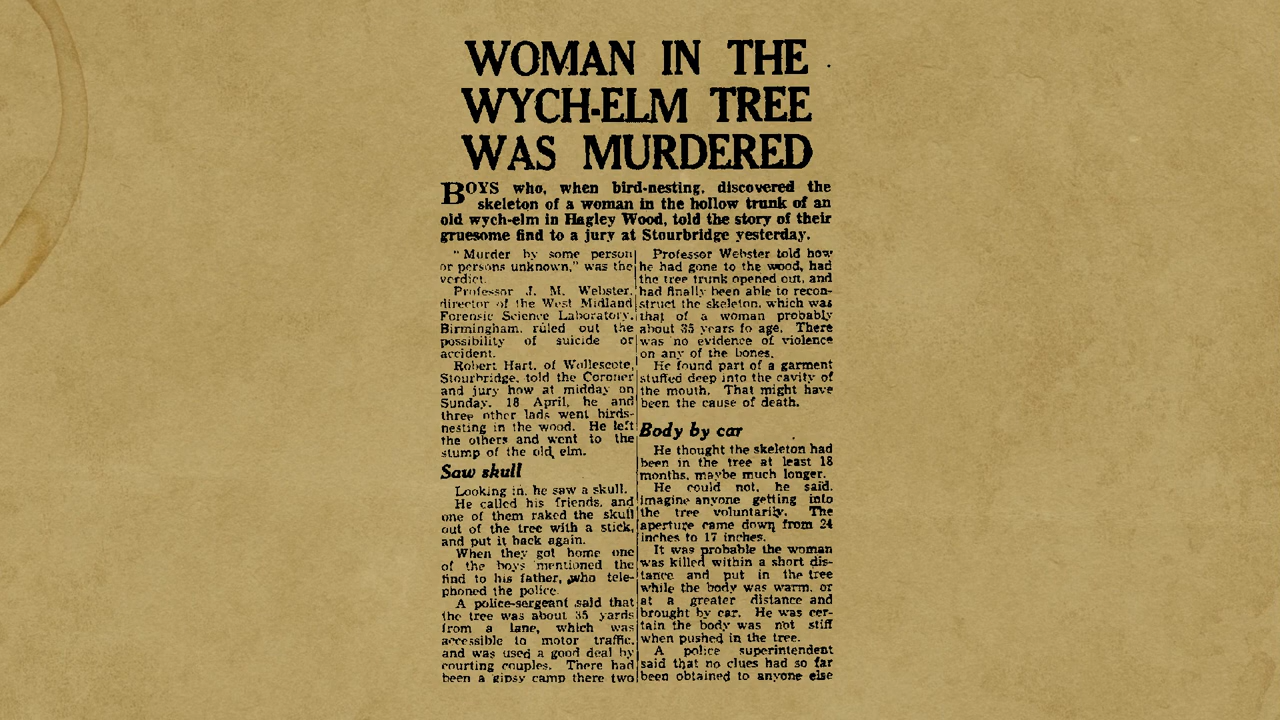 WOMAN IN THE
WYCH-ELM TREE
WAS MURDERED
BOYS who, when bird-nesting, discovered the
skeleton of a woman in the hollow trunk of an
old wych-elm in Hagley Wood, told the story of their
gruesome find to a jury at Stourbridge yesterday.
"Murder by some person
or persons unknown," was the
verdict.
Professor J. M. Webster,
director of the West Midland
Forensic Science Laboratory,
Birmingham, ruled out the
possibility of suicide or
accident.
Robert Hart, of Wollescote,
Stourbridge, told the Coroner
and jury how at midday on
Sunday, 18 April, he and
three other lads went birds-
nesting in the wood. He left
the others and went to the
stump of the old elm.
Saw skull
Looking in, he saw a skull.
He called his friends, and
one of them raked the skull
out of the tree with a stick,
and put it back again.
When they got home one
of the boys mentioned the
find to his father, who tele-
phoned the police.
A police-sergeant said that
the tree was about 35 yards
from a lane, which was
accessible to motor traffic,
and was used a good deal by
courting couples. There had
been a gipsy camp there two
Professor Webster told how
he had gone to the wood, had
the tree trunk opened out, and
had finally been able to recon-
struct the skeleton, which was
that of a woman probably
about 35 years fo age. There
was no evidence of violence
on any of the bones.
He found part of a garment
stuffed deep into the cavity of
the mouth. That might have
been the cause of death.
Body by car
He thought the skeleton had
been in the tree at least 18
months, maybe much longer.
He could not, he said,
imagine anyone getting into
the tree voluntarily. The
aperture came down from 24
inches to 17 inches.
It was probable the woman
was killed within a short dis-
tance and put in the tree
while the body was warm, or
at a greater distance and
brought by car. He was cer-
tain the body was not stiff
when pushed in the tree.
A police superintendent
said that no clues had so far
been obtained to anyone else